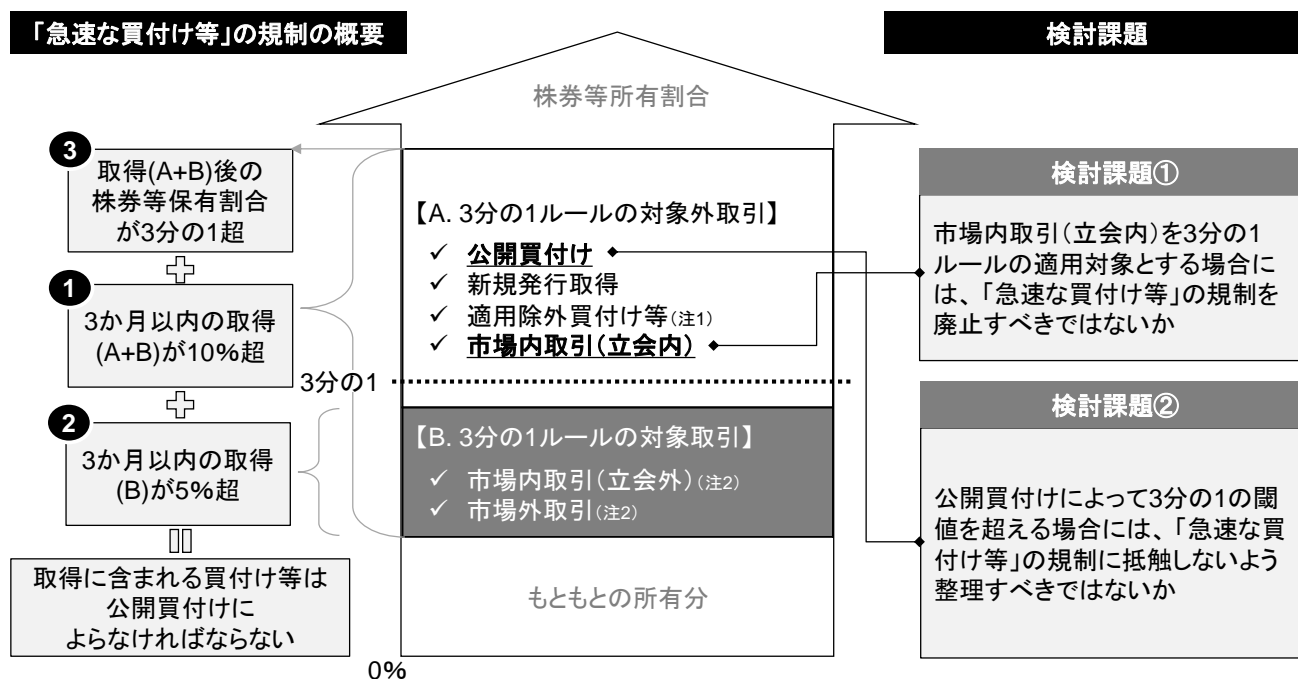 「急速な買付け等」の規制の概要
検討課題
株券等所有割合
3
取得(A+B)後の
株券等保有割合
が3分の1超
1
3か月以内の取得
(A+B)が10%超
2
3か月以内の取得
(B)が5%超
取得に含まれる買付け等は
公開買付けに
よらなければならない
【A. 3分の1ルールの対象外取引】
✓ 公開買付け
✓ 新規発行取得
✓ 適用除外買付け等(注1)
✓ 市場内取引(立会内)
3分の1
【B. 3分の1ルールの対象取引】
✓ 市場内取引(立会外)(注2)
✓ 市場外取引(注2)
もともとの所有分
0%
検討課題①
市場内取引(立会内)を3分の1
ルールの適用対象とする場合に
は、「急速な買付け等」の規制を
廃止すべきではないか
検討課題②
公開買付けによって3分の1の閾
値を超える場合には、「急速な買
付け等」の規制に抵触しないよう
整理すべきではないか